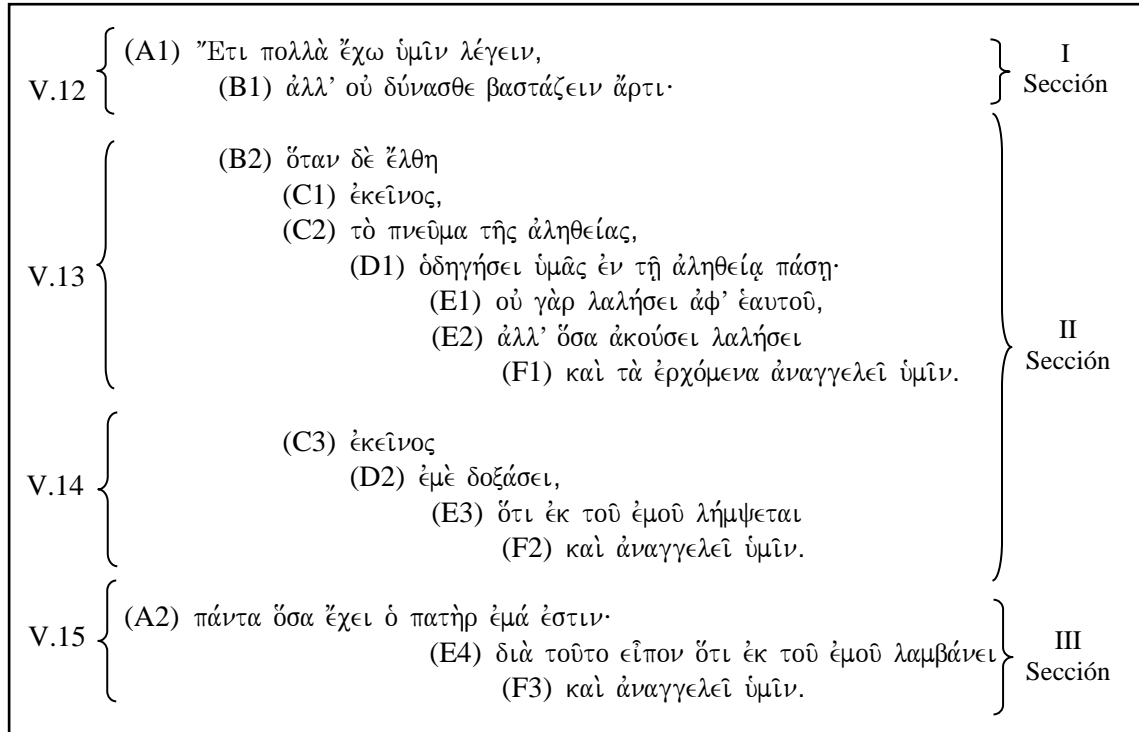 (A1) Ἔτι πολλὰ ἔχω ὑμῖν λέγειν,
I
V.12
(B1) ἀλλ’ οὐ δύνασθε βαστάζειν ἄρτι·
Sección
(B2) ὅταν δὲ ἔλθη
(C1) ἐκεῖνος,
(C2) τὸ πνεῦμα τῆς ἀληθείας,
V.13
(D1) ὁδηγήσει ὑμᾶς ἐν τῇ ἀληθείᾳ πάσῃ·
(E1) οὐ γὰρ λαλήσει ἀφ’ ἑαυτοῦ,
(E2) ἀλλ’ ὅσα ἀκούσει λαλήσει
II
Sección
(F1) καὶ τὰ ἐρχόμενα ἀναγγελεῖ ὑμῖν.
(C3) ἐκεῖνος
(D2) ἐμὲ δοξάσει,
V.14
(E3) ὅτι ἐκ τοῦ ἐμοῦ λήμψεται
(F2) καὶ ἀναγγελεῖ ὑμῖν.
(A2) πάντα ὅσα ἔχει ὁ πατὴρ ἐμά ἐστιν·
V.15
III
(E4) διὰ τοῦτο εἶπον ὅτι ἐκ τοῦ ἐμοῦ λαμβάνει
Sección
(F3) καὶ ἀναγγελεῖ ὑμῖν.